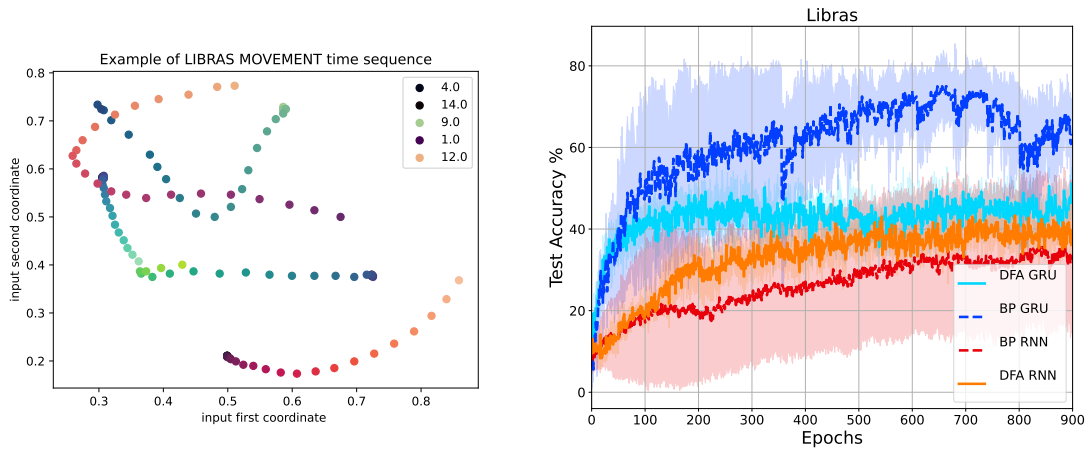 Example of LIBRAS MOVEMENT time sequence
0.8
0.7
0.6
0.5
0.4
0.3
0.2
input second coordinate
4.0
14.0
9.0
1.0
12.0
0.3 0.4 0.5 0.6 0.7 0.8
input first coordinate
Libras
80
60
40
20
0
Test Accuracy %
DFA GRU
BP GRU
BP RNN
DFA RNN
0 100 200 300 400 500 600 700 800 900
Epochs